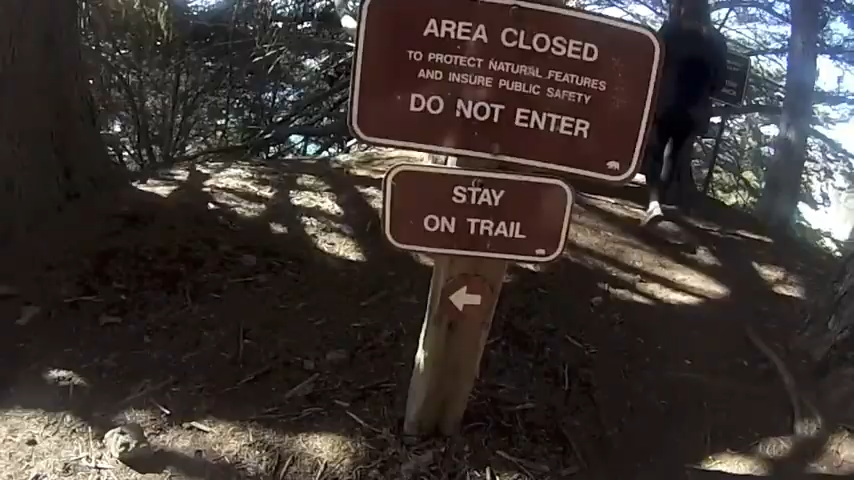 AREA CLOSED
TO PROTECT NATURAL FEATURES
AND INSURE PUBLIC SAFETY
DO NOT ENTER
STAY
ON TRAIL